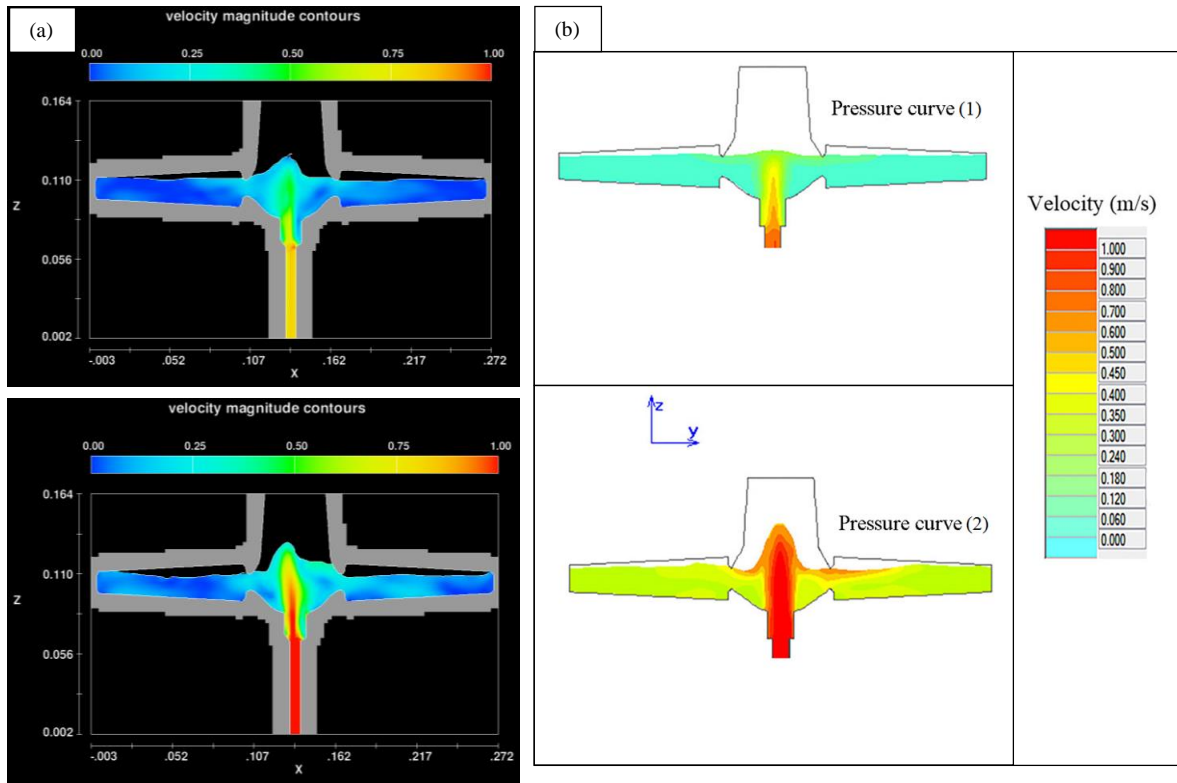 (a)
velocity magnitude contours
0.00 0.25 0.50 0.75 1.00
0.164
0.110
z
0.056
0.002
-.003 .052 .107 .162 .217 .272
x
velocity magnitude contours
0.00 0.25 0.50 0.75 1.00
0.164
0.110
z
0.056
0.002
-.003 .052 .107 .162 .217 .272
x
(b)
Pressure curve (1)
z
y
Pressure curve (2)
Velocity (m/s)
1.000
0.900
0.800
0.700
0.600
0.500
0.450
0.400
0.350
0.300
0.240
0.180
0.120
0.060
0.000